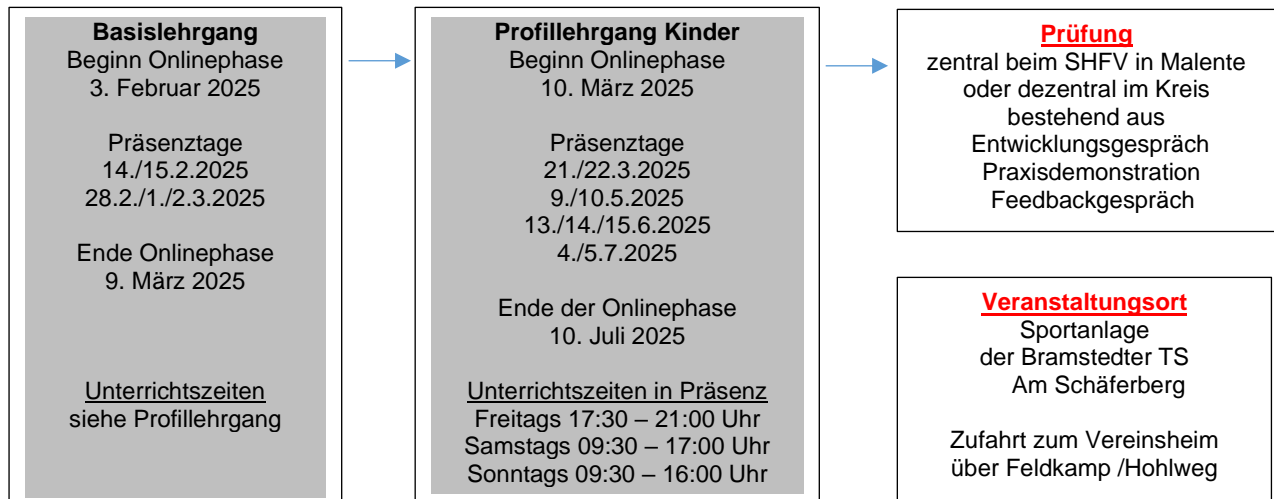 Basislehrgang
Beginn Onlinephase
3. Februar 2025
Präsenztage
14./15.2.2025
28.2./1./2.3.2025
Ende Onlinephase
9. März 2025
Unterrichtszeiten
siehe Profillehrgang
Profillehrgang Kinder
Beginn Onlinephase
10. März 2025
Präsenztage
21./22.3.2025
9./10.5.2025
13./14./15.6.2025
4./5.7.2025
Ende der Onlinephase
10. Juli 2025
Unterrichtszeiten in Präsenz
Freitags 17:30 – 21:00 Uhr
Samstags 09:30 – 17:00 Uhr
Sonntags 09:30 – 16:00 Uhr
Prüfung
zentral beim SHFV in Malente
oder dezentral im Kreis
bestehend aus
Entwicklungsgespräch
Praxisdemonstration
Feedbackgespräch
Veranstaltungsort
Sportanlage
der Bramstedter TS
Am Schäferberg
Zufahrt zum Vereinsheim
über Feldkamp /Hohlweg